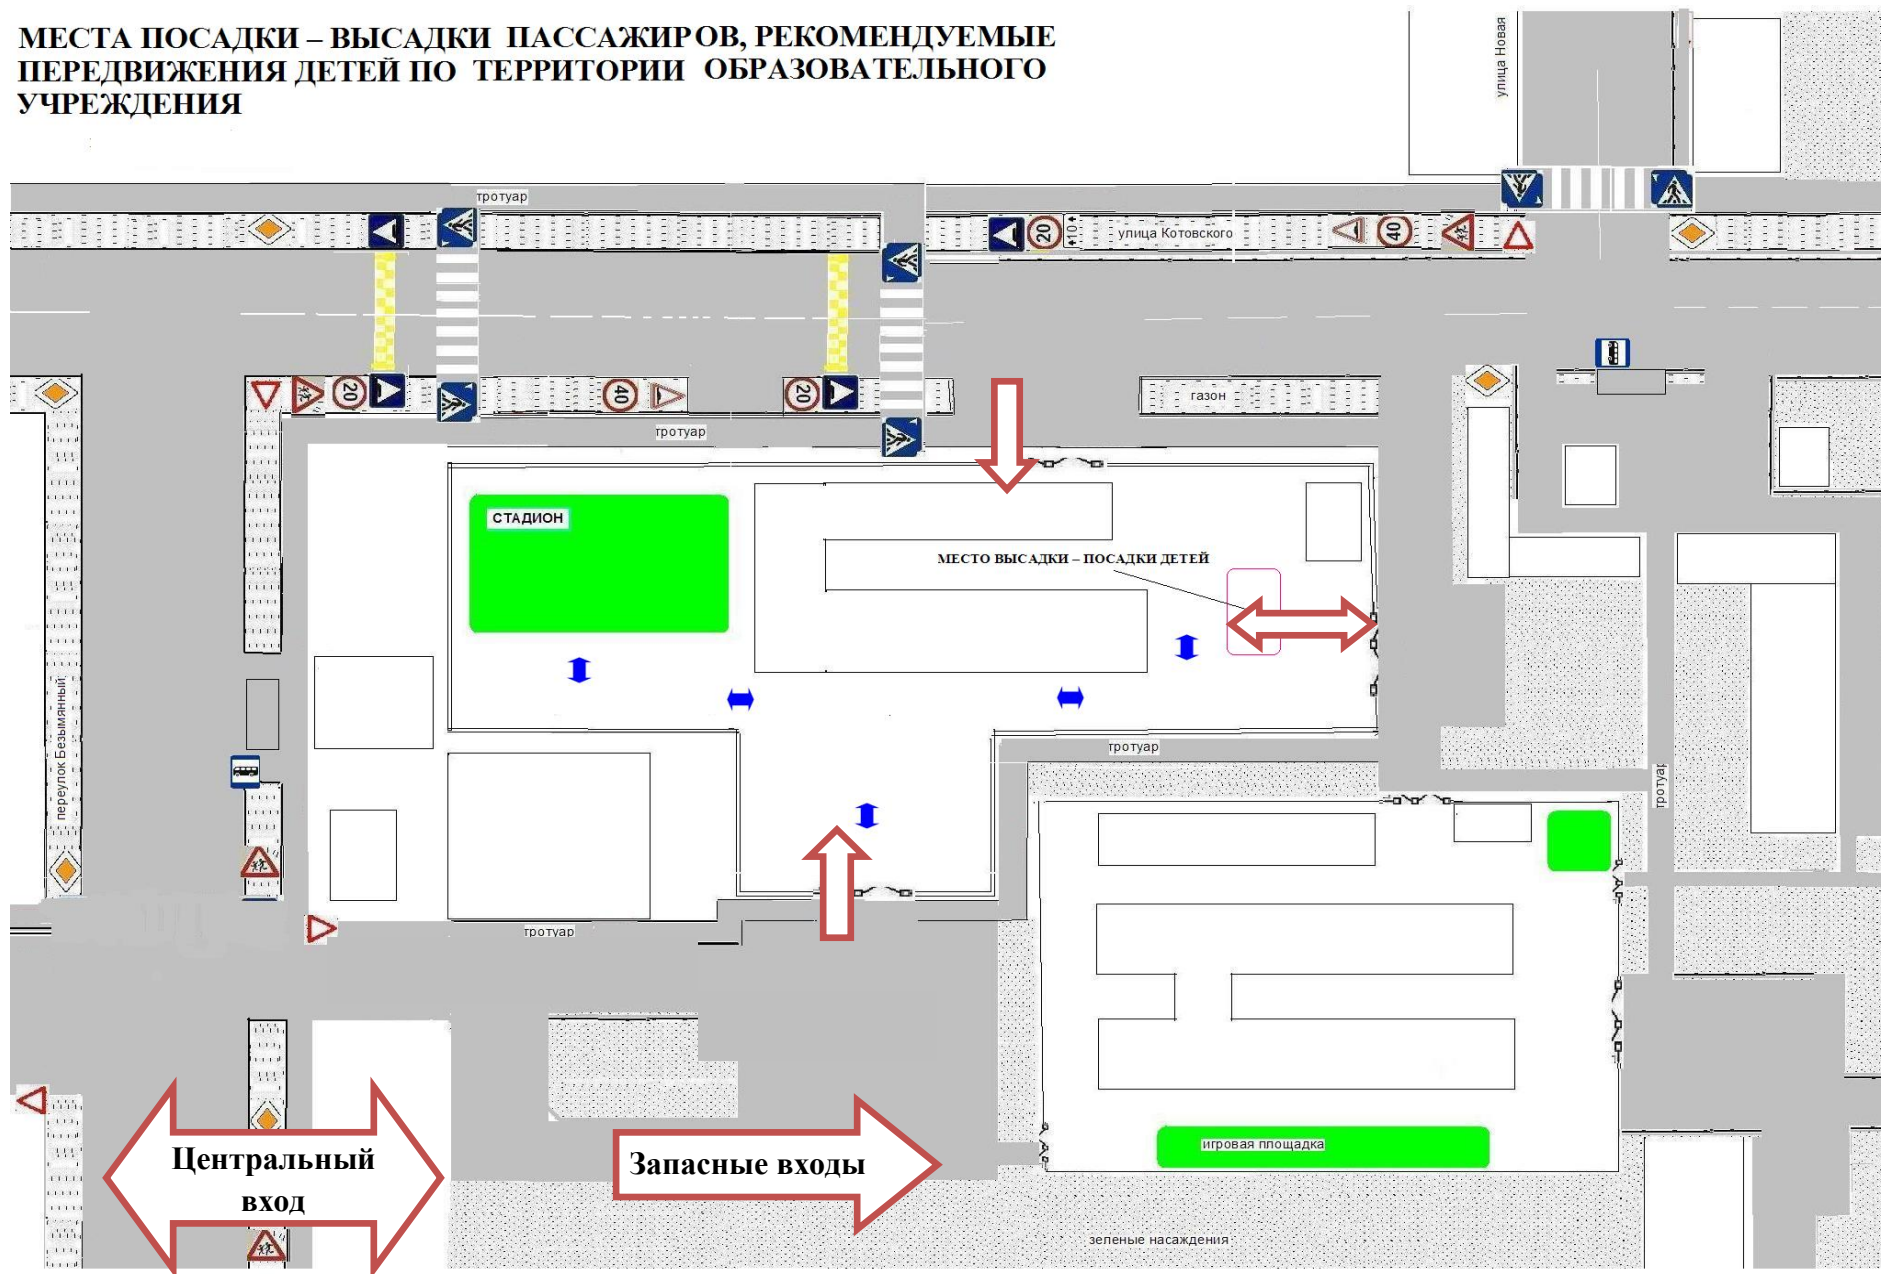 МЕСТА ПОСАДКИ – ВЫСАДКИ ПАССАЖИРОВ, РЕКОМЕНДУЕМЫЕ
ПЕРЕДВИЖЕНИЯ ДЕТЕЙ ПО ТЕРРИТОРИИ ОБРАЗОВАТЕЛЬНОГО
УЧРЕЖДЕНИЯ
улица Новая
тротуар
20
10
улица Котовского
40
20
40
20
газон
тротуар
СТАДИОН
МЕСТО ВЫСАДКИ – ПОСАДКИ ДЕТЕЙ
переулок Безымянный
тротуар
тротуар
тротуар
игровая площадка
Центральный
вход
Запасные входы
зеленые насаждения